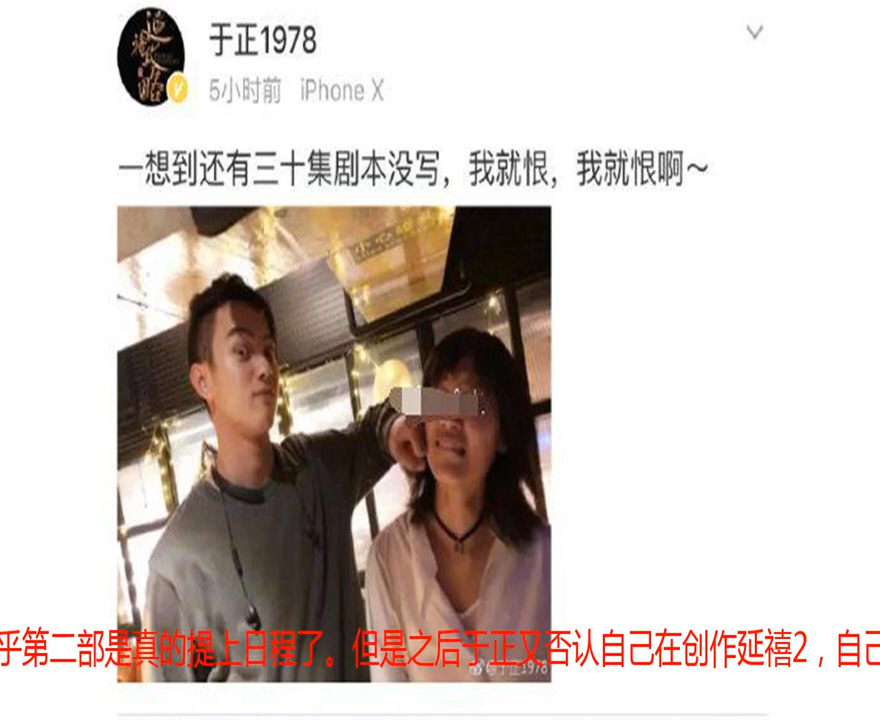 于正1978
5小时前 iPhone X
一想到还有三十集剧本没写，我就恨，我就恨啊～
乎第二部是真的提上日程了。但是之后于正又否认自己在创作延禧2，自己
@于正1978